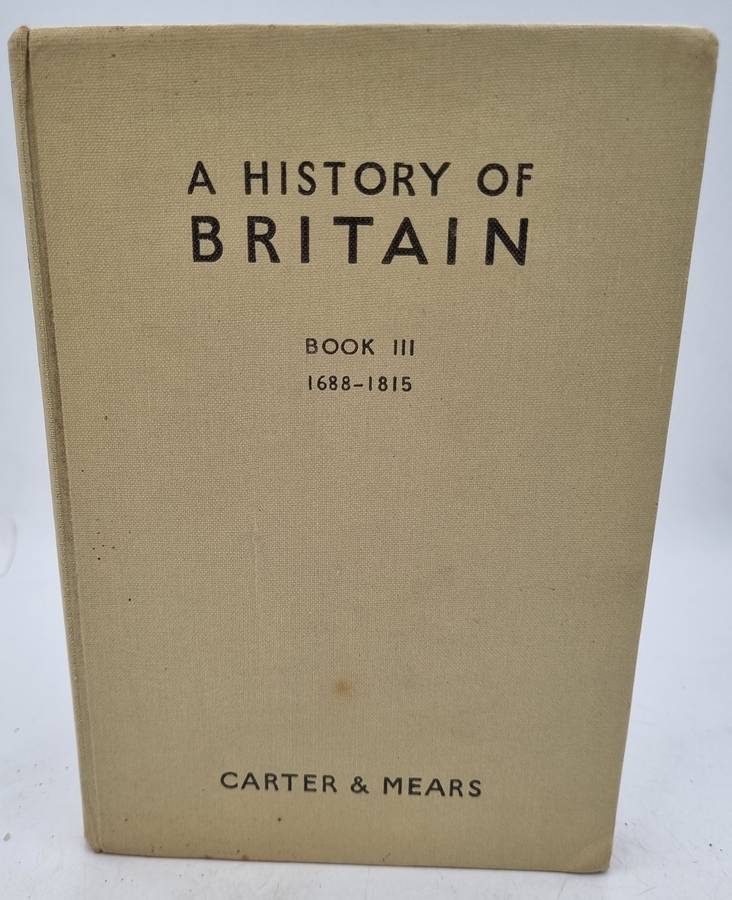 A HISTORY OF
BRITAIN
BOOK III
1688-1815
CARTER & MEARS